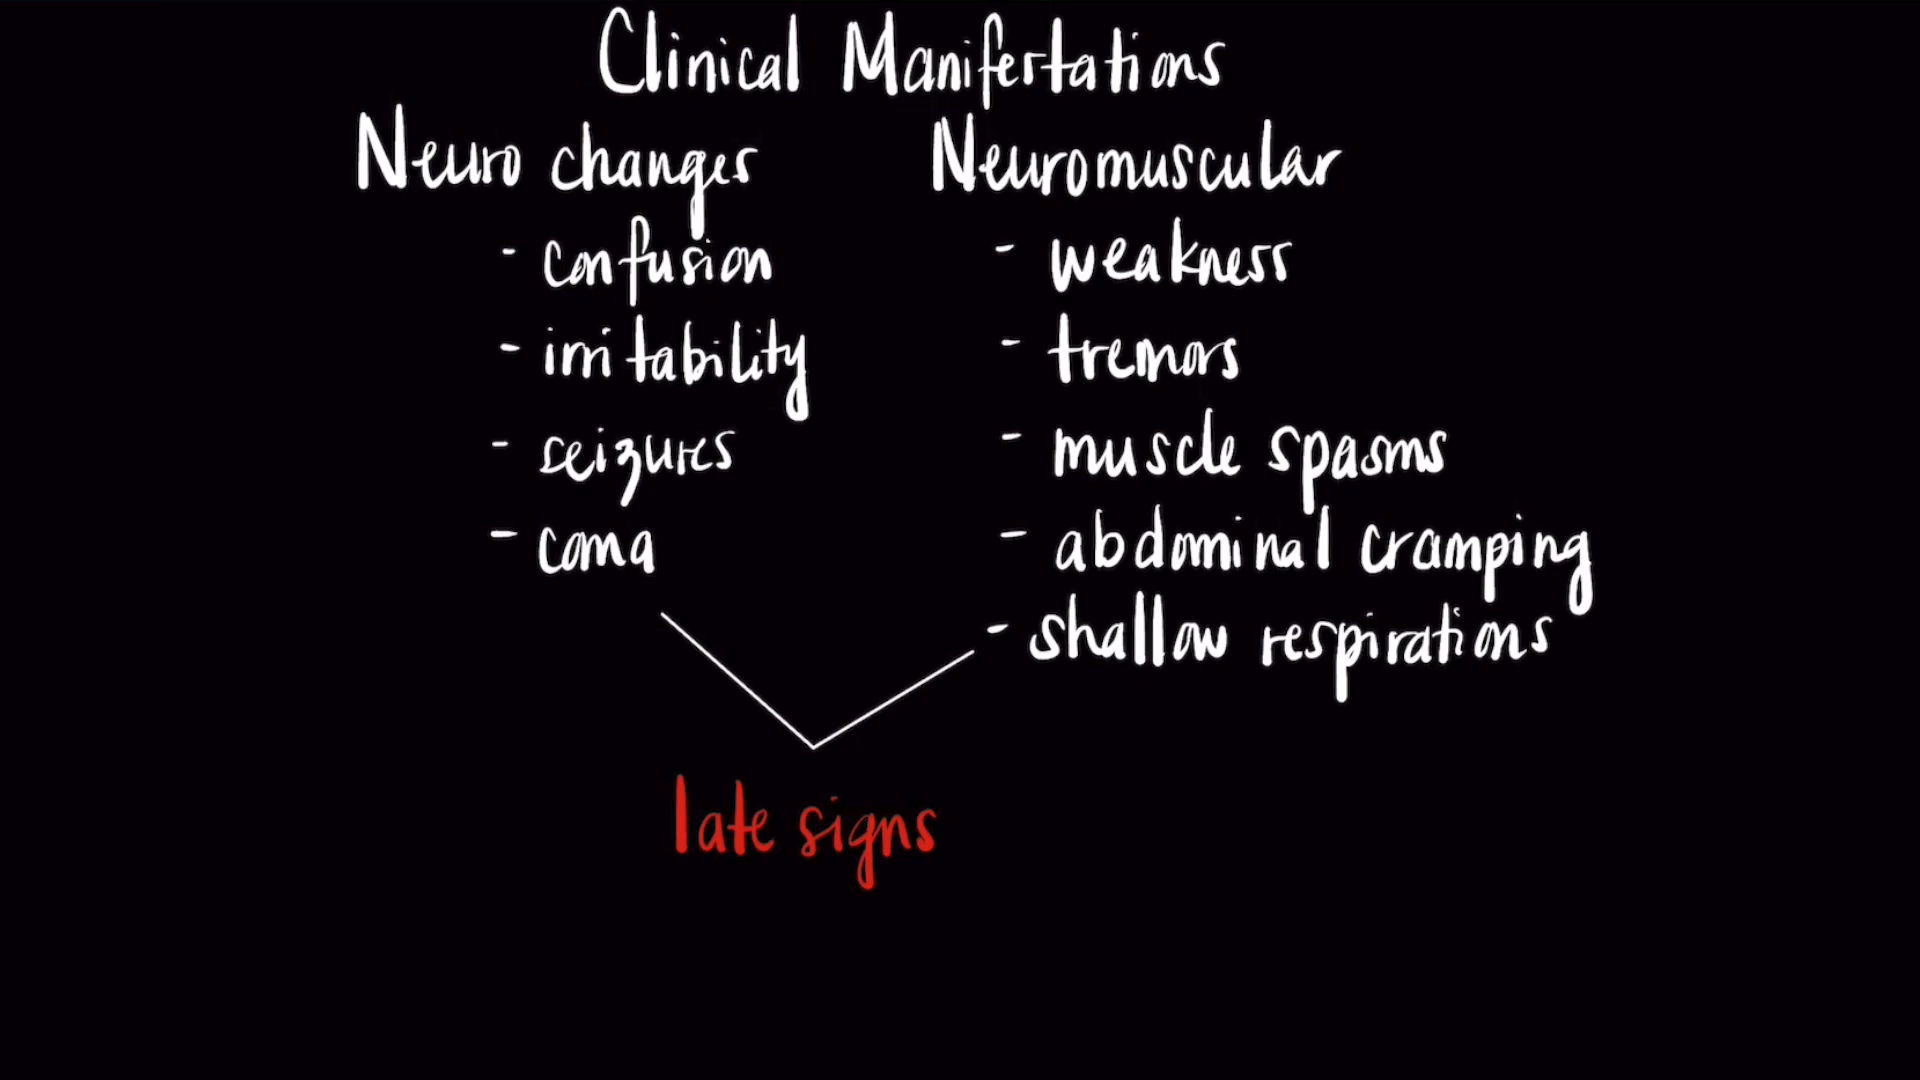 Clinical Manifestations
Neuro changes
- confusion
- irritability
- seizures
- coma
Neuromuscular
- weakness
- tremors
- muscle spasms
- abdominal cramping
- shallow respirations
late signs